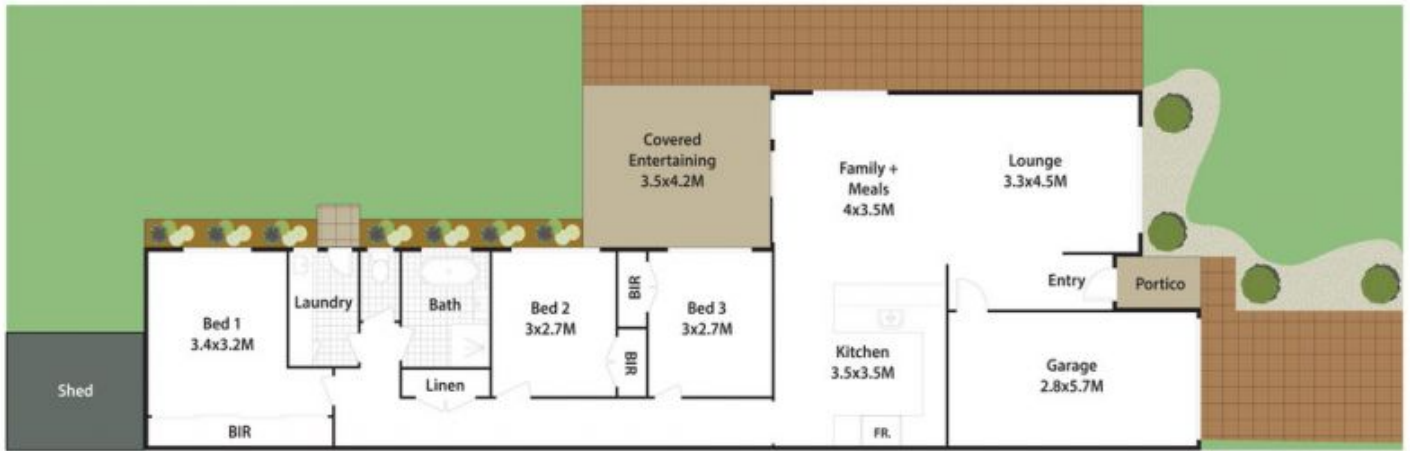 Covered
Entertaining
3.5x4.2M
Family +
Meals
4x3.5M
Lounge
3.3x4.5M
Entry
Portico
Laundry
Bath
Bed 1
3.4x3.2M
Bed 2
3x2.7M
BIR
Bed 3
3x2.7M
BIR
Linen
Kitchen
3.5x3.5M
Garage
2.8x5.7M
Shed
BIR
FR.